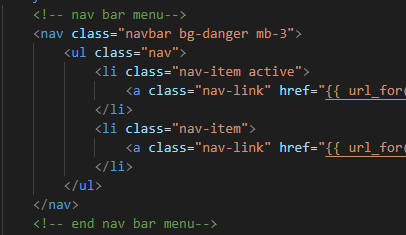 <!-- nav bar menu-->
<nav class="navbar bg-danger mb-3">
<ul class="nav">
<li class="nav-item active">
<a class="nav-link" href="{{ url_for(
</li>
<li class="nav-item">
<a class="nav-link" href="{{ url_for(
</li>
</ul>
</nav>
<!-- end nav bar menu-->